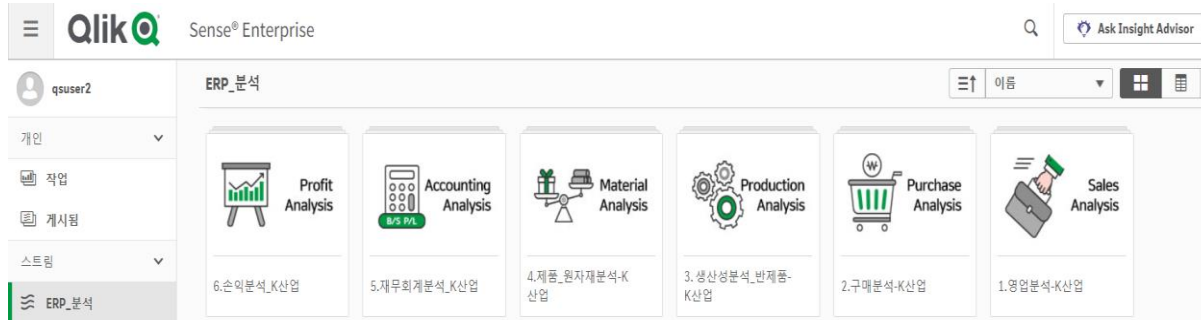 Qlik Sense® Enterprise
Ask Insight Advisor
qsuser2
ERP_분석
이름
개인
작업
게시됨
스트림
ERP_분석
Profit
Analysis
6.손익분석_K산업
B/S P/L
Accounting
Analysis
5.재무회계분석_K산업
Material
Analysis
4.제품_원자재분석-K
산업
Production
Analysis
3. 생산성분석_반제품-
K산업
₩
Purchase
Analysis
2.구매분석-K산업
Sales
Analysis
1.영업분석-K산업